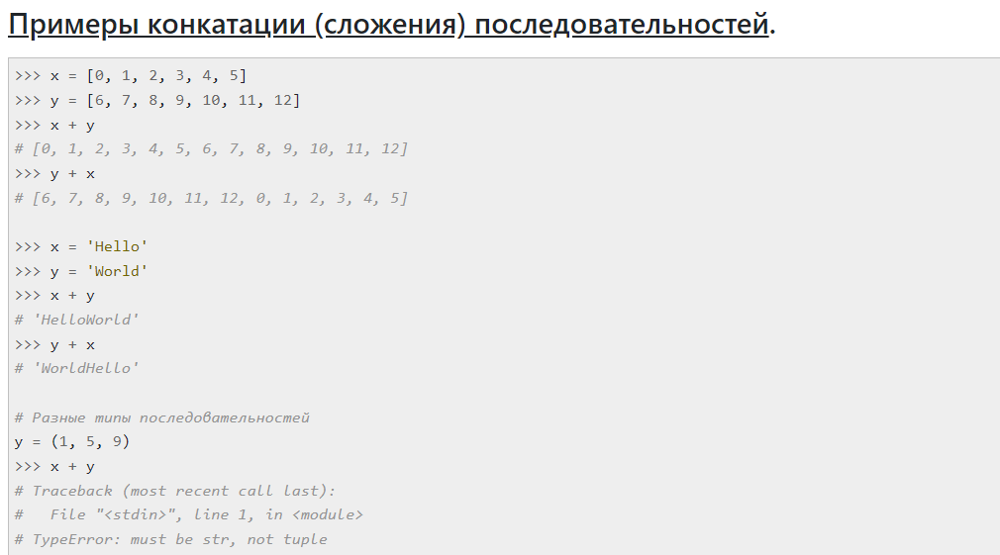 Примеры конкатации (сложения) последовательностей.
>>> x = [0, 1, 2, 3, 4, 5]
>>> y = [6, 7, 8, 9, 10, 11, 12]
>>> x + y
# [0, 1, 2, 3, 4, 5, 6, 7, 8, 9, 10, 11, 12]
>>> y + x
# [6, 7, 8, 9, 10, 11, 12, 0, 1, 2, 3, 4, 5]
>>> x = 'Hello'
>>> y = 'World'
>>> x + y
# 'HelloWorld'
>>> y + x
# 'WorldHello'
# Разные типы последовательностей
y = (1, 5, 9)
>>> x + y
# Traceback (most recent call last):
#   File "<stdin>", line 1, in <module>
# TypeError: must be str, not tuple